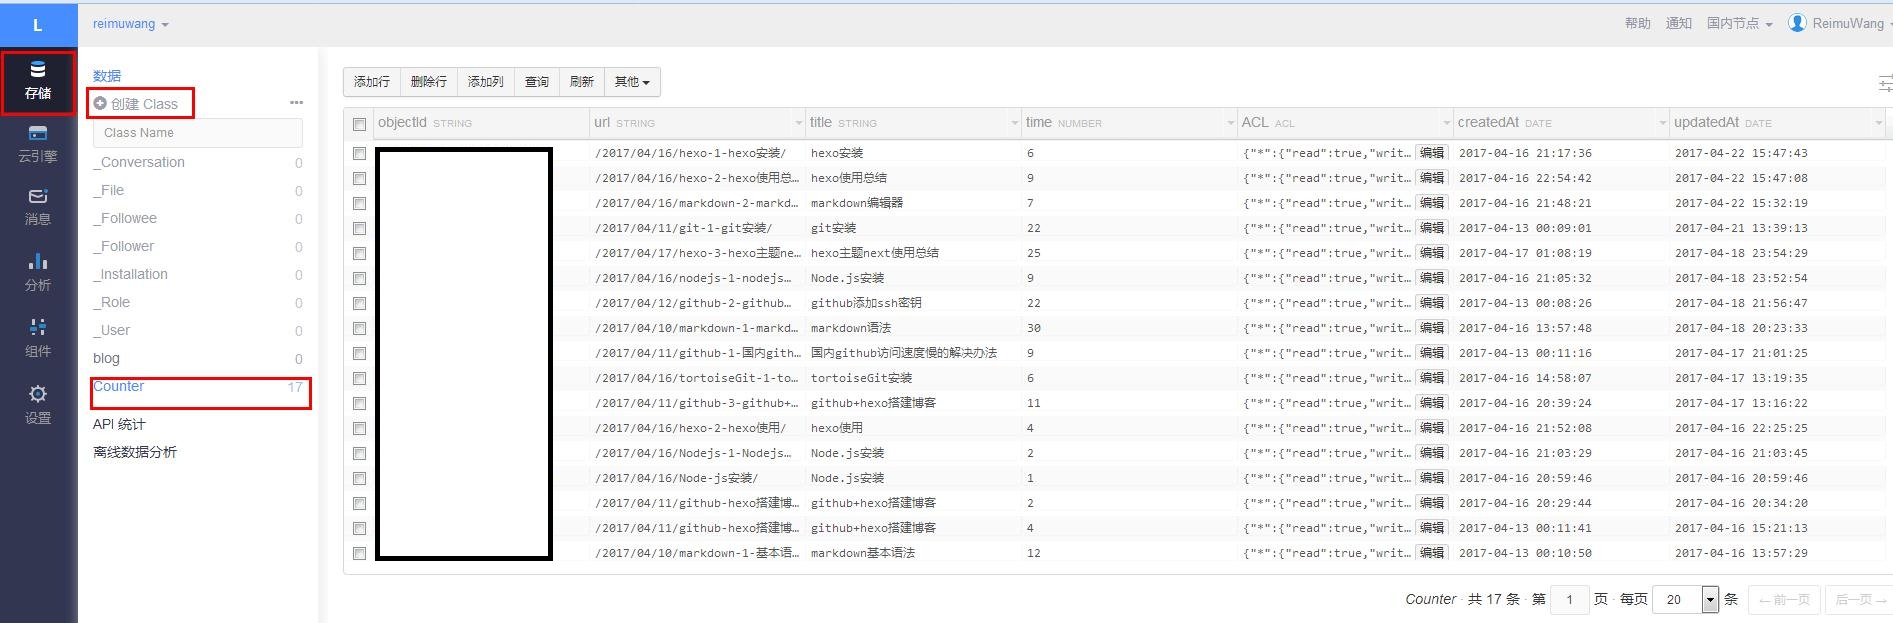 L reimuwang 帮助 通知 国内节点 ReimuWang
存储
云引擎
消息
分析
组件
设置
数据
创建 Class
Class Name
_Conversation 0
_File 0
_Followee 0
_Follower 0
_Installation 0
_Role 0
_User 0
blog 0
Counter 17
API 统计
离线数据分析
添加行 删除行 添加列 查询 刷新 其他
objectId STRING url STRING title STRING time NUMBER ACL ACL createdAt DATE updatedAt DATE
/2017/04/16/hexo-1-hexo安装/ hexo安装 6 {"*":{"read":true,"writ… 编辑 2017-04-16 21:17:36 2017-04-22 15:47:43
/2017/04/16/hexo-2-hexo使用总… hexo使用总结 9 {"*":{"read":true,"writ… 编辑 2017-04-16 22:54:42 2017-04-22 15:47:08
/2017/04/16/markdown-2-markd… markdown编辑器 7 {"*":{"read":true,"writ… 编辑 2017-04-16 21:48:21 2017-04-22 15:32:19
/2017/04/11/git-1-git安装/ git安装 22 {"*":{"read":true,"writ… 编辑 2017-04-13 00:09:01 2017-04-21 13:39:13
/2017/04/17/hexo-3-hexo主题ne… hexo主题next使用总结 25 {"*":{"read":true,"writ… 编辑 2017-04-17 01:08:19 2017-04-18 23:54:29
/2017/04/16/nodejs-1-nodejs… Node.js安装 9 {"*":{"read":true,"writ… 编辑 2017-04-16 21:05:32 2017-04-18 23:52:54
/2017/04/12/github-2-github… github添加ssh密钥 22 {"*":{"read":true,"writ… 编辑 2017-04-13 00:08:26 2017-04-18 21:56:47
/2017/04/10/markdown-1-markd… markdown语法 30 {"*":{"read":true,"writ… 编辑 2017-04-16 13:57:48 2017-04-18 20:23:33
/2017/04/11/github-1-国内gith… 国内github访问速度慢的解决办法 9 {"*":{"read":true,"writ… 编辑 2017-04-13 00:11:16 2017-04-17 21:01:25
/2017/04/16/tortoiseGit-1-to… tortoiseGit安装 6 {"*":{"read":true,"writ… 编辑 2017-04-16 14:58:07 2017-04-17 13:19:35
/2017/04/11/github-3-github+… github+hexo搭建博客 11 {"*":{"read":true,"writ… 编辑 2017-04-16 20:39:24 2017-04-17 13:16:22
/2017/04/16/hexo-2-hexo使用/ hexo使用 4 {"*":{"read":true,"writ… 编辑 2017-04-16 21:52:08 2017-04-16 22:25:25
/2017/04/16/Nodejs-1-Nodejs… Node.js安装 2 {"*":{"read":true,"writ… 编辑 2017-04-16 21:03:29 2017-04-16 21:03:45
/2017/04/16/Node-js安装/ Node.js安装 1 {"*":{"read":true,"writ… 编辑 2017-04-16 20:59:46 2017-04-16 20:59:46
/2017/04/11/github-hexo搭建博… github+hexo搭建博客 2 {"*":{"read":true,"writ… 编辑 2017-04-16 20:29:44 2017-04-16 20:34:20
/2017/04/11/github-hexo搭建博… github+hexo搭建博客 4 {"*":{"read":true,"writ… 编辑 2017-04-13 00:11:41 2017-04-16 15:21:13
/2017/04/10/markdown-1-基本语… markdown基本语法 12 {"*":{"read":true,"writ… 编辑 2017-04-13 00:10:50 2017-04-16 13:57:29
Counter · 共 17 条 · 第 1 页 · 每页 20 条 ←前一页 后一页→